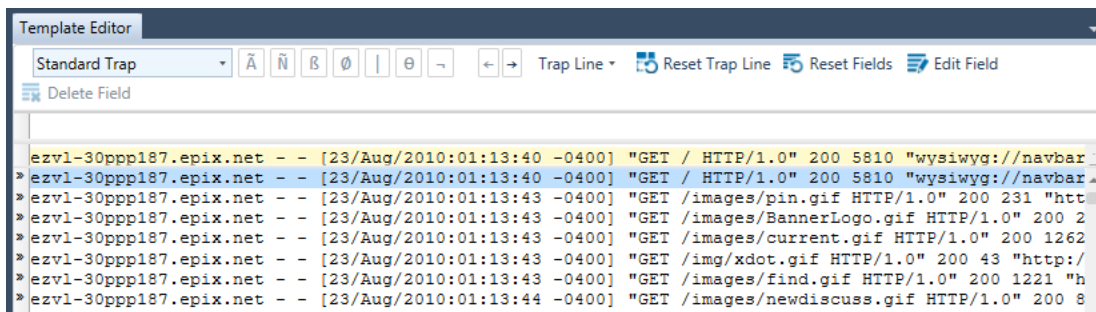 Template Editor
Standard Trap Ã Ñ ß Ø | θ ¬ ← → Trap Line Reset Trap Line Reset Fields Edit Field
Delete Field
ezvl-30ppp187.epix.net - - [23/Aug/2010:01:13:40 -0400] "GET / HTTP/1.0" 200 5810 "wysiwyg://navbar
» ezvl-30ppp187.epix.net - - [23/Aug/2010:01:13:40 -0400] "GET / HTTP/1.0" 200 5810 "wysiwyg://navbar
» ezvl-30ppp187.epix.net - - [23/Aug/2010:01:13:43 -0400] "GET /images/pin.gif HTTP/1.0" 200 231 "htt
» ezvl-30ppp187.epix.net - - [23/Aug/2010:01:13:43 -0400] "GET /images/BannerLogo.gif HTTP/1.0" 200 2
» ezvl-30ppp187.epix.net - - [23/Aug/2010:01:13:43 -0400] "GET /images/current.gif HTTP/1.0" 200 1262
» ezvl-30ppp187.epix.net - - [23/Aug/2010:01:13:43 -0400] "GET /img/xdot.gif HTTP/1.0" 200 43 "http:/
» ezvl-30ppp187.epix.net - - [23/Aug/2010:01:13:43 -0400] "GET /images/find.gif HTTP/1.0" 200 1221 "h
» ezvl-30ppp187.epix.net - - [23/Aug/2010:01:13:44 -0400] "GET /images/newdiscuss.gif HTTP/1.0" 200 8